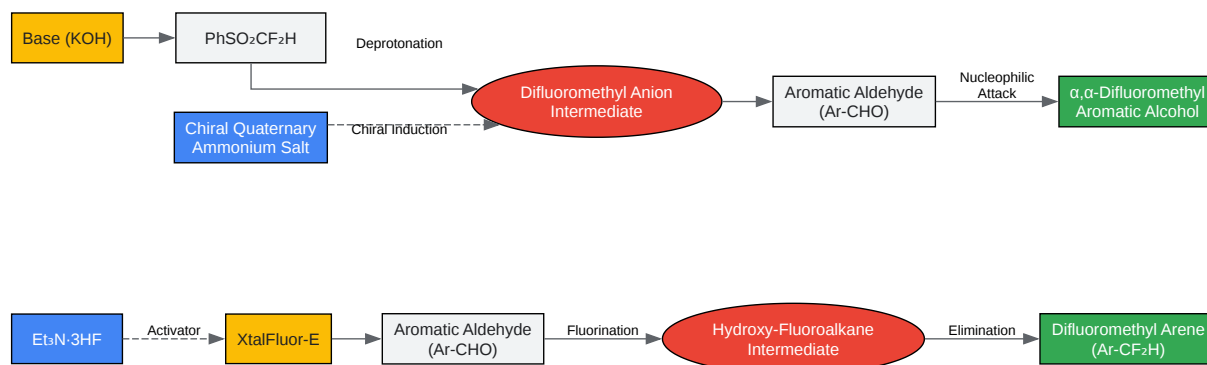 Base (KOH)
PhSO₂CF₂H
Deprotonation
Difluoromethyl Anion
Intermediate
Chiral Quaternary
Ammonium Salt
Chiral Induction
Aromatic Aldehyde
(Ar-CHO)
Nucleophilic
Attack
α,α-Difluoromethyl
Aromatic Alcohol
Et₃N·3HF
Activator
XtalFluor-E
Aromatic Aldehyde
(Ar-CHO)
Fluorination
Hydroxy-Fluoroalkane
Intermediate
Elimination
Difluoromethyl Arene
(Ar-CF₂H)